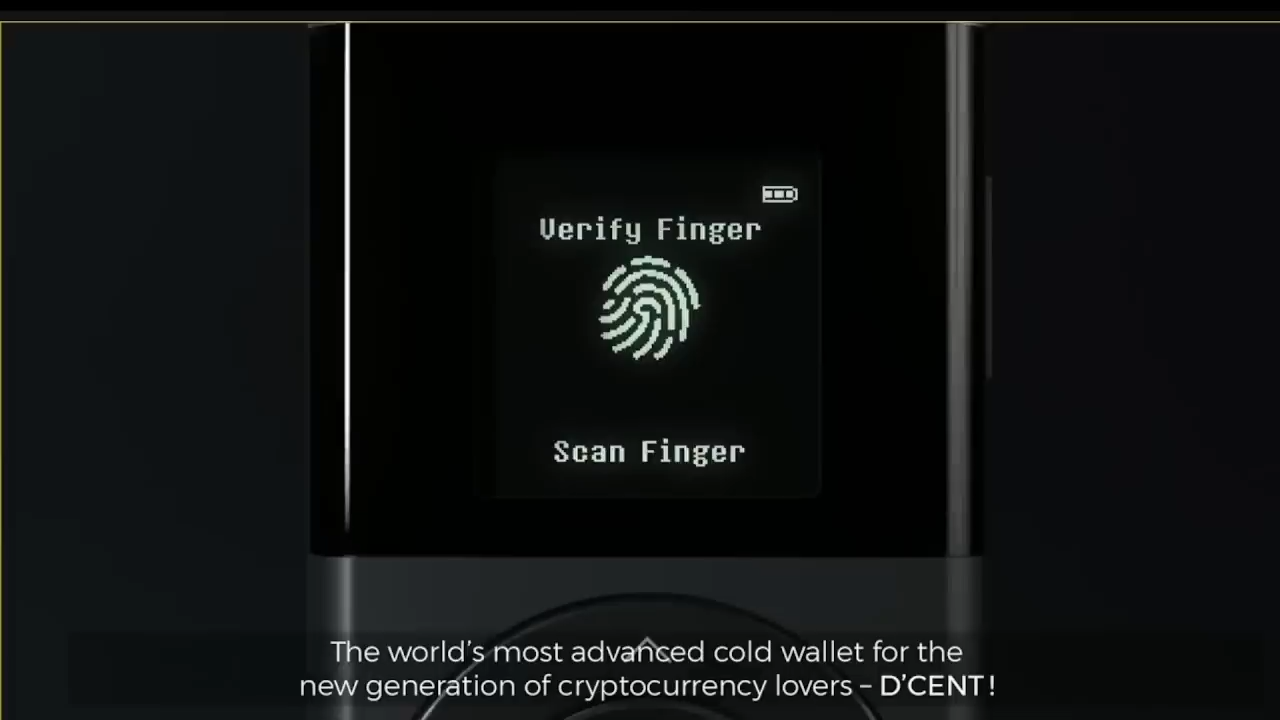 Verify Finger
Scan Finger
The world's most advanced cold wallet for the
new generation of cryptocurrency lovers – D'CENT!